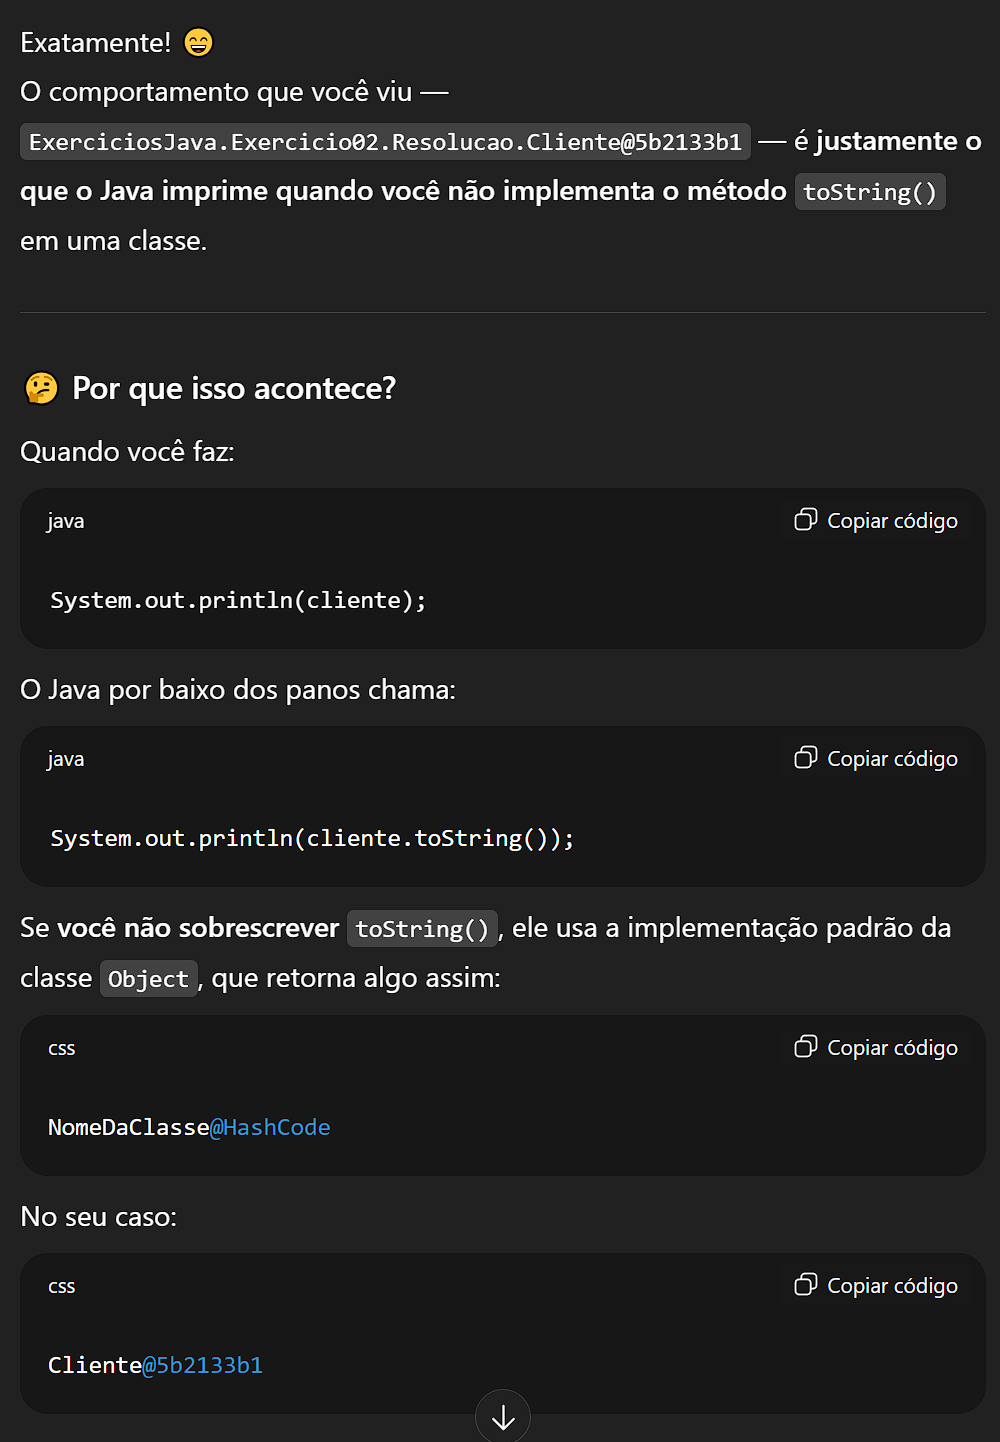 Exatamente! 😄
O comportamento que você viu —
ExerciciosJava.Exercicio02.Resolucao.Cliente@5b2133b1 — é justamente o
que o Java imprime quando você não implementa o método toString()
em uma classe.
🤔 Por que isso acontece?
Quando você faz:
java Copiar código
System.out.println(cliente);
O Java por baixo dos panos chama:
java Copiar código
System.out.println(cliente.toString());
Se você não sobrescrever toString(), ele usa a implementação padrão da
classe Object, que retorna algo assim:
css Copiar código
NomeDaClasse@HashCode
No seu caso:
css Copiar código
Cliente@5b2133b1